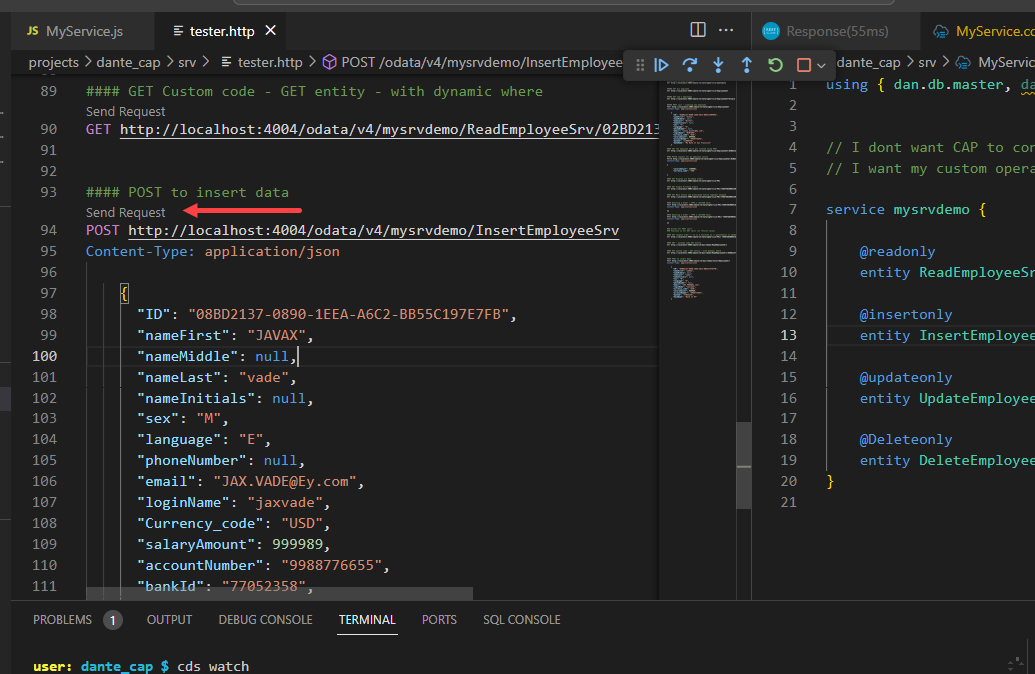 JS MyService.js
tester.http
Response(55ms)
projects > dante_cap > srv > tester.http > POST /odata/v4/mysrvdemo/InsertEmployee
89 #### GET Custom code - GET entity - with dynamic where
Send Request
90 GET http://localhost:4004/odata/v4/mysrvdemo/ReadEmployeeSrv/02BD213
91
92
93 #### POST to insert data
Send Request
94 POST http://localhost:4004/odata/v4/mysrvdemo/InsertEmployeeSrv
95 Content-Type: application/json
96
97 {
98 "ID": "08BD2137-0890-1EEA-A6C2-BB55C197E7FB",
99 "nameFirst": "JAVAX",
100 "nameMiddle": null,
101 "nameLast": "vade",
102 "nameInitials": null,
103 "sex": "M",
104 "language": "E",
105 "phoneNumber": null,
106 "email": "JAX.VADE@Ey.com",
107 "loginName": "jaxvade",
108 "Currency_code": "USD",
109 "salaryAmount": 999989,
110 "accountNumber": "9988776655",
111 "bankId": "77052358",
MyService.c
dante_cap > srv > MyServic
1 using { dan.db.master, da
2
3
4 // I dont want CAP to con
5 // I want my custom opera
6
7 service mysrvdemo {
8
9 @readonly
10 entity ReadEmployeeSr
11
12 @insertonly
13 entity InsertEmployee
14
15 @updateonly
16 entity UpdateEmployee
17
18 @Deleteonly
19 entity DeleteEmployee
20 }
21
PROBLEMS 1 OUTPUT DEBUG CONSOLE TERMINAL PORTS SQL CONSOLE
user: dante_cap $ cds watch